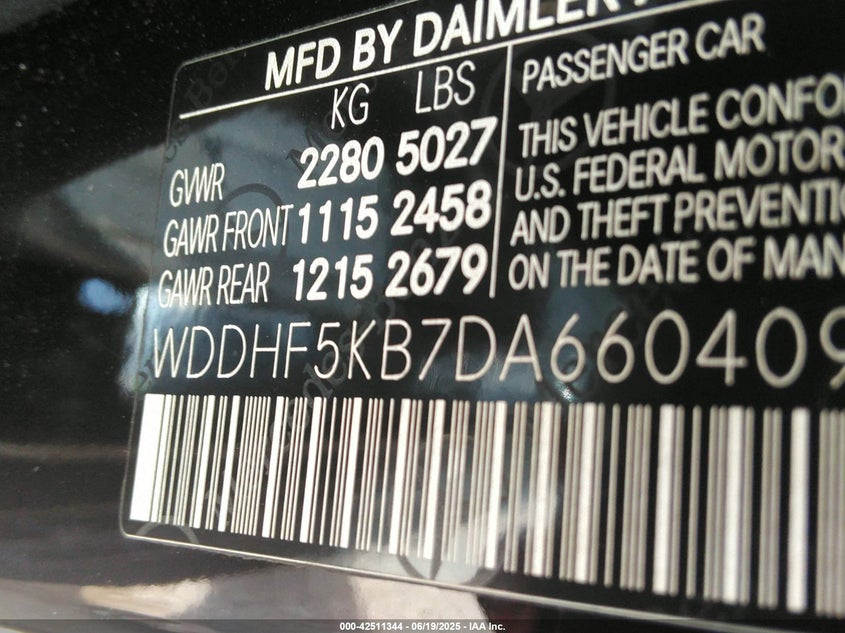 MFD BY DAIMLER
KG LBS
GVWR 2280 5027
GAWR FRONT 1115 2458
GAWR REAR 1215 2679
PASSENGER CAR
THIS VEHICLE CONFO
U.S. FEDERAL MOTOR
AND THEFT PREVENTI
ON THE DATE OF MAN
WDDHF5KB7DA660409
000-42511344 - 06/19/2025 - IAA Inc.